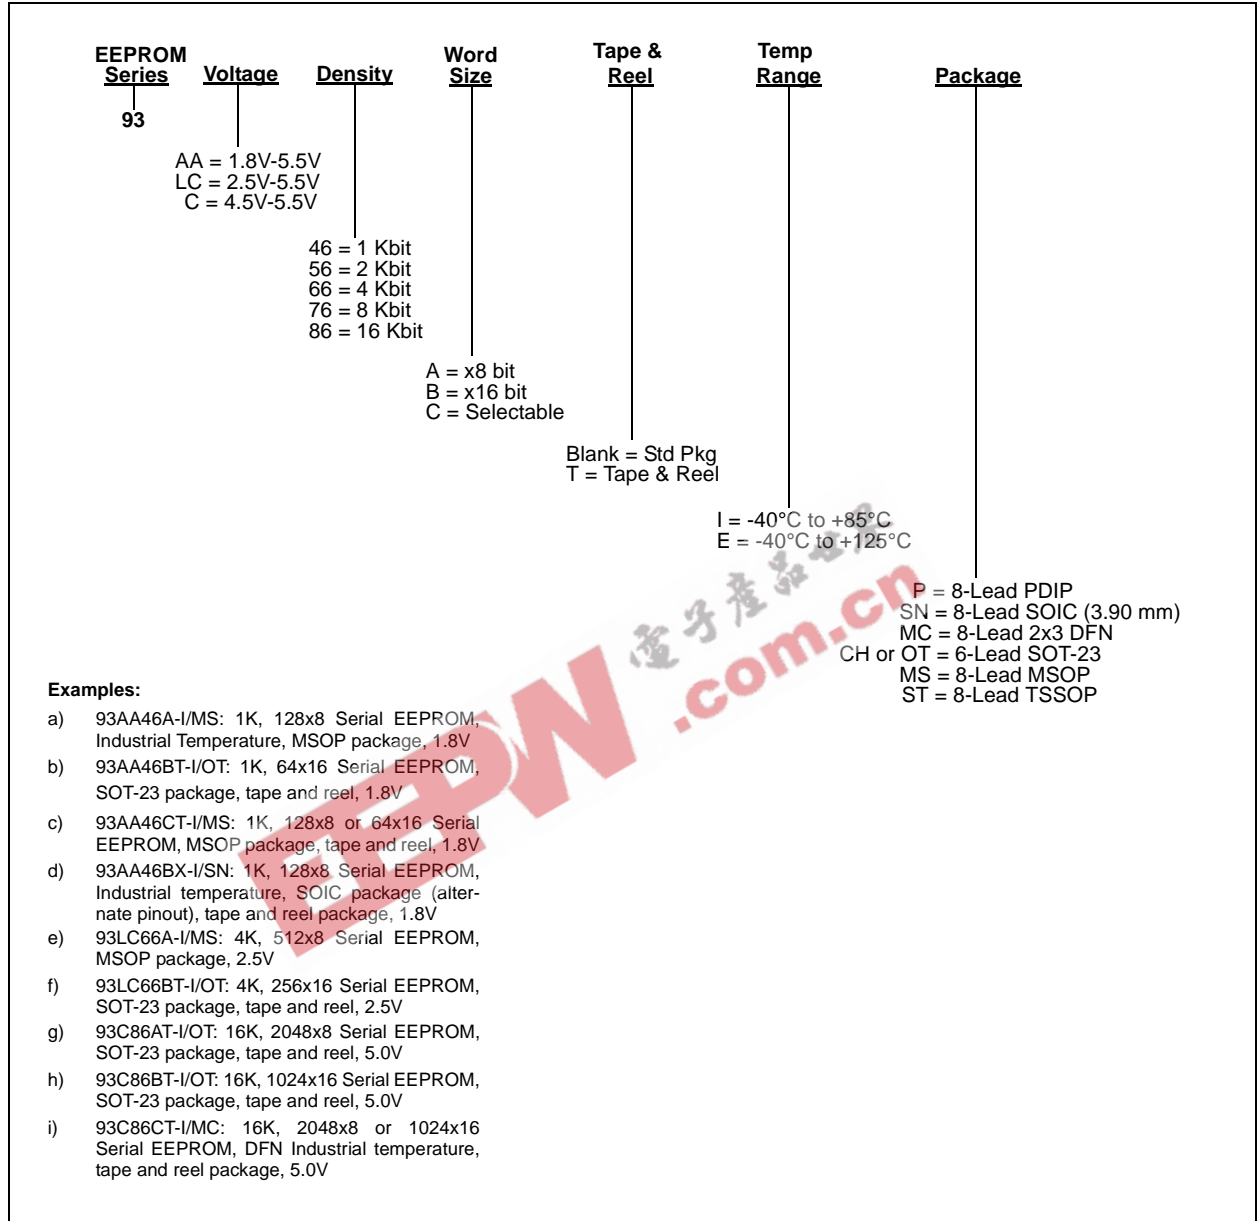 EEPROM Series
Voltage
Density
Word Size
Tape & Reel
Temp Range
Package
93
AA = 1.8V-5.5V
LC = 2.5V-5.5V
C = 4.5V-5.5V
46 = 1 Kbit
56 = 2 Kbit
66 = 4 Kbit
76 = 8 Kbit
86 = 16 Kbit
A = x8 bit
B = x16 bit
C = Selectable
Blank = Std Pkg
T = Tape & Reel
I = -40°C to +85°C
E = -40°C to +125°C
P = 8-Lead PDIP
SN = 8-Lead SOIC (3.90 mm)
MC = 8-Lead 2x3 DFN
CH or OT = 6-Lead SOT-23
MS = 8-Lead MSOP
ST = 8-Lead TSSOP
Examples:
a) 93AA46A-I/MS: 1K, 128x8 Serial EEPROM,
Industrial Temperature, MSOP package, 1.8V
b) 93AA46BT-I/OT: 1K, 64x16 Serial EEPROM,
SOT-23 package, tape and reel, 1.8V
c) 93AA46CT-I/MS: 1K, 128x8 or 64x16 Serial
EEPROM, MSOP package, tape and reel, 1.8V
d) 93AA46BX-I/SN: 1K, 128x8 Serial EEPROM,
Industrial temperature, SOIC package (alter-
nate pinout), tape and reel package, 1.8V
e) 93LC66A-I/MS: 4K, 512x8 Serial EEPROM,
MSOP package, 2.5V
f) 93LC66BT-I/OT: 4K, 256x16 Serial EEPROM,
SOT-23 package, tape and reel, 2.5V
g) 93C86AT-I/OT: 16K, 2048x8 Serial EEPROM,
SOT-23 package, tape and reel, 5.0V
h) 93C86BT-I/OT: 16K, 1024x16 Serial EEPROM,
SOT-23 package, tape and reel, 5.0V
i) 93C86CT-I/MC: 16K, 2048x8 or 1024x16
Serial EEPROM, DFN Industrial temperature,
tape and reel package, 5.0V
EEPW
.com.cn
電子產品世界